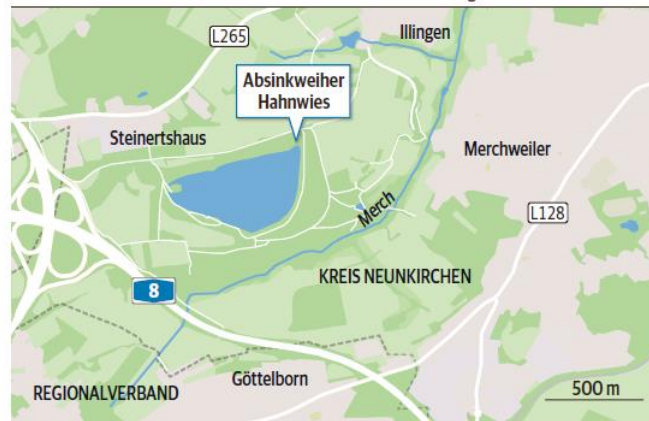 L265
Illingen
Absinkweiher
Hahnwies
Steinertshaus
Merchweiler
Merch
L128
KREIS NEUNKIRCHEN
8
Göttelborn
REGIONALVERBAND
500 m